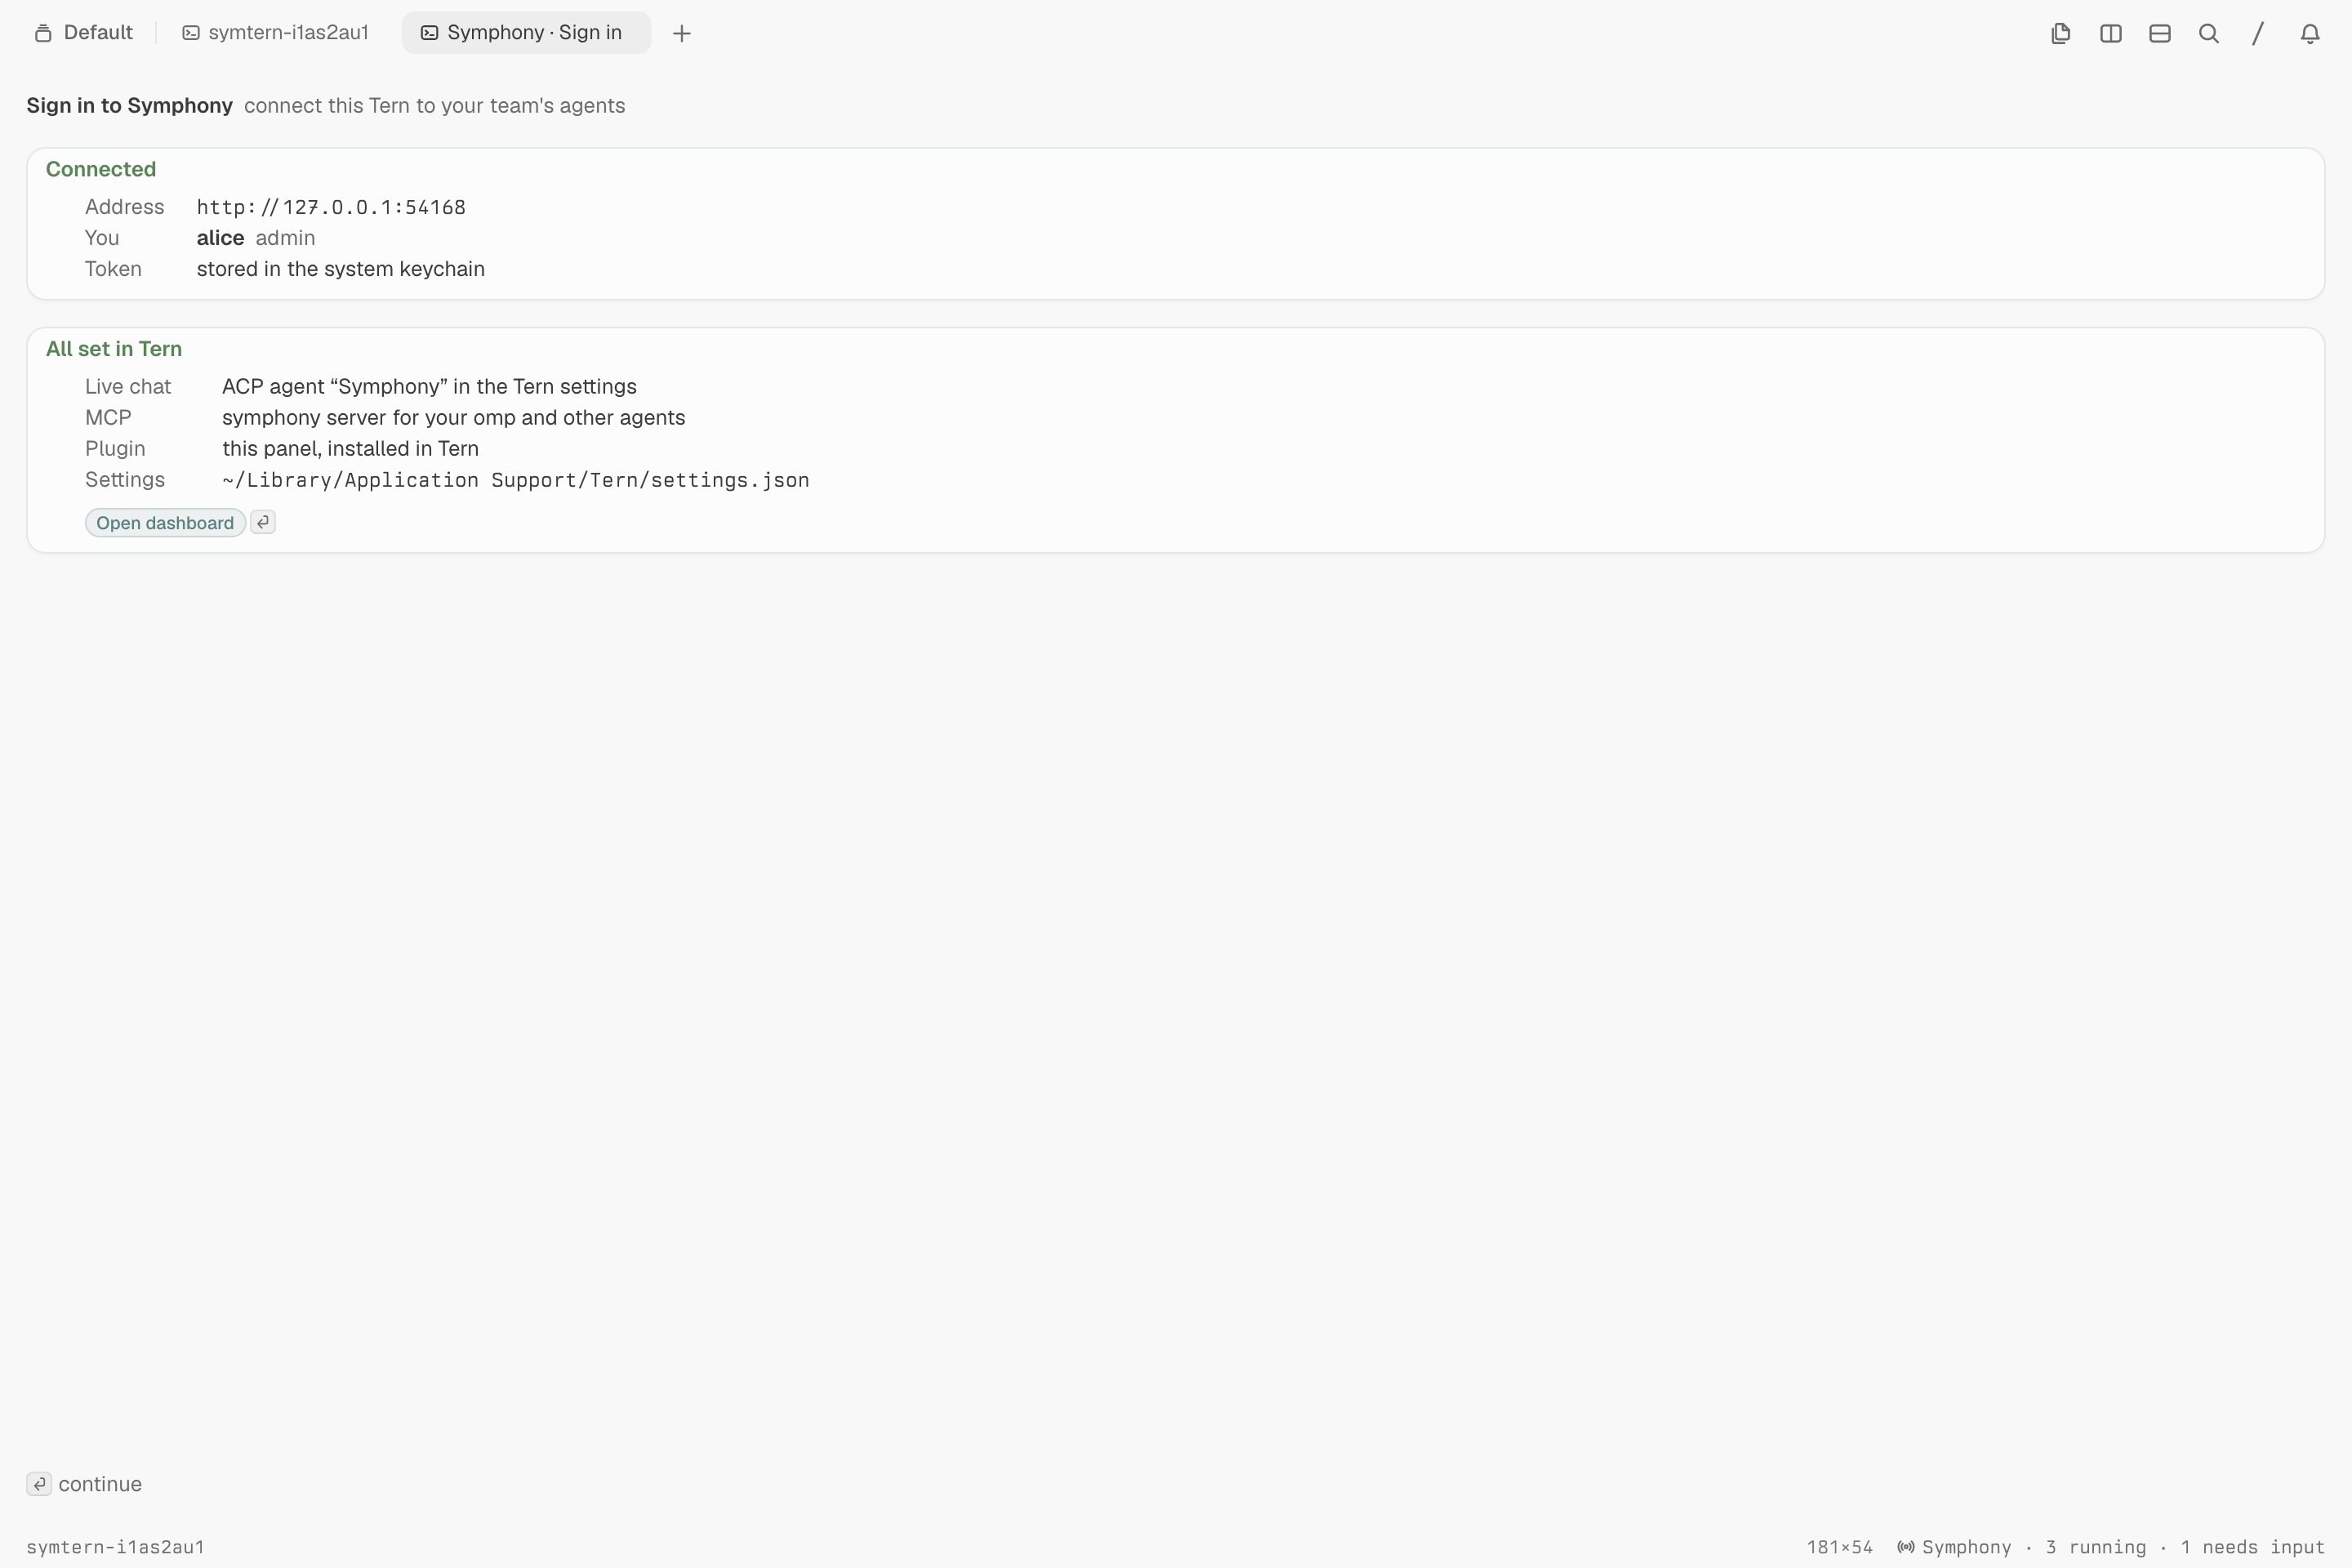 Default symtern-i1as2au1 Symphony · Sign in
Sign in to Symphony connect this Tern to your team's agents
Connected
Address http://127.0.0.1:54168
You alice admin
Token stored in the system keychain
All set in Tern
Live chat ACP agent “Symphony” in the Tern settings
MCP symphony server for your omp and other agents
Plugin this panel, installed in Tern
Settings ~/Library/Application Support/Tern/settings.json
Open dashboard
continue
symtern-i1as2au1 181×54 Symphony · 3 running · 1 needs input